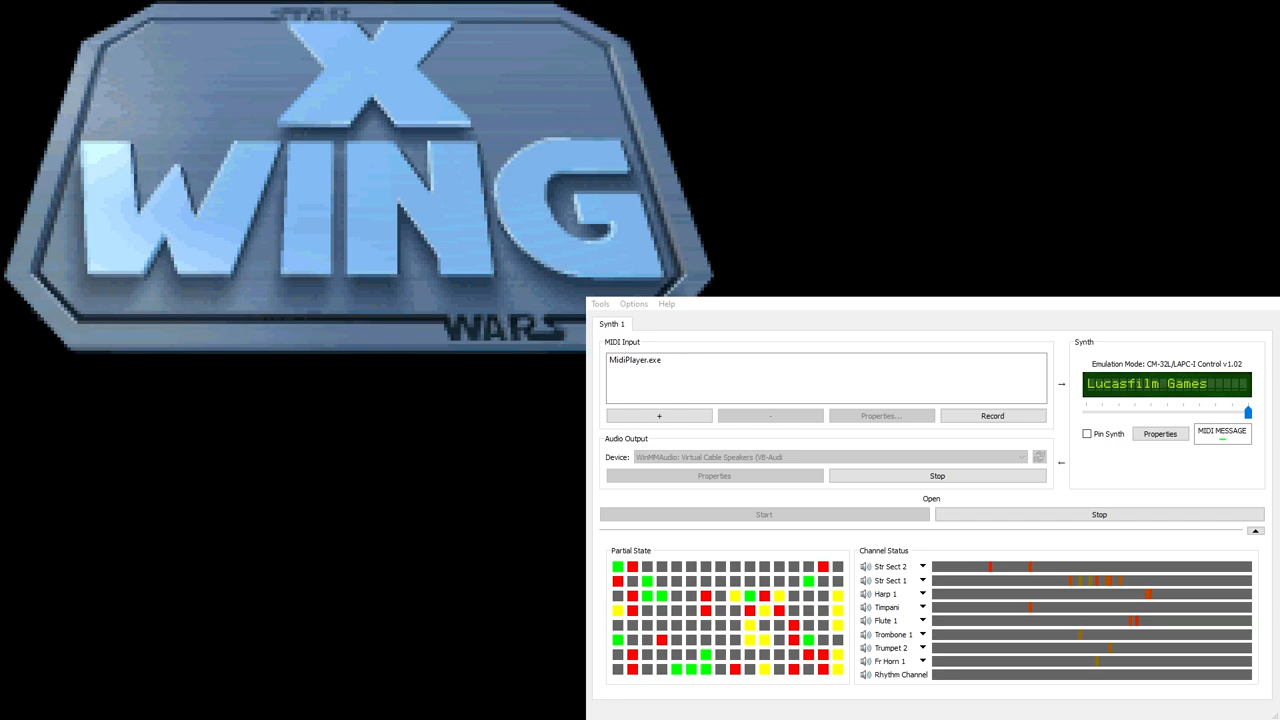 STAR
X
WING
WARS
Tools Options Help
Synth 1
MIDI Input
MidiPlayer.exe
+ - Properties... Record
Audio Output
Device: WinMMAudio: Virtual Cable Speakers (VB-Audi
Properties Stop
Synth
Emulation Mode: CM-32L/LAPC-I Control v1.02
Lucasfilm Games
Pin Synth Properties MIDI MESSAGE
Open
Start Stop
Partial State
Channel Status
Str Sect 2
Str Sect 1
Harp 1
Timpani
Flute 1
Trombone 1
Trumpet 2
Fr Horn 1
Rhythm Channel